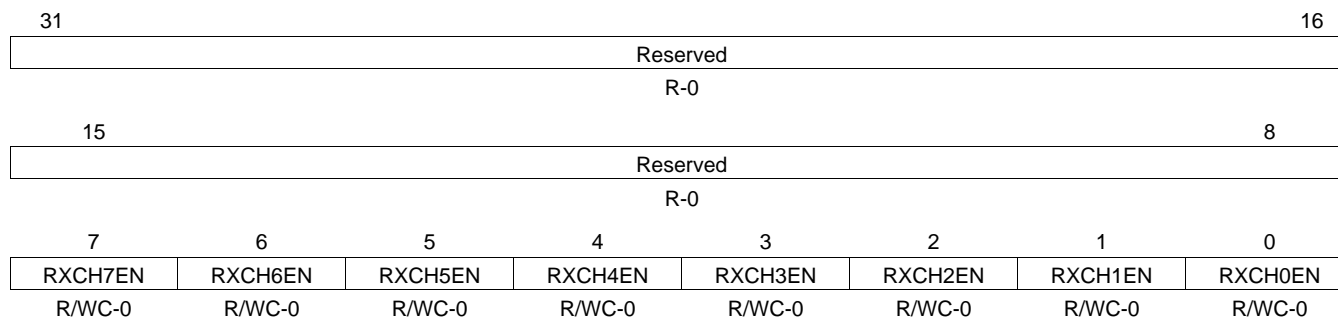 31 16
Reserved
R-0
15 8
Reserved
R-0
7 6 5 4 3 2 1 0
RXCH7EN RXCH6EN RXCH5EN RXCH4EN RXCH3EN RXCH2EN RXCH1EN RXCH0EN
R/WC-0 R/WC-0 R/WC-0 R/WC-0 R/WC-0 R/WC-0 R/WC-0 R/WC-0